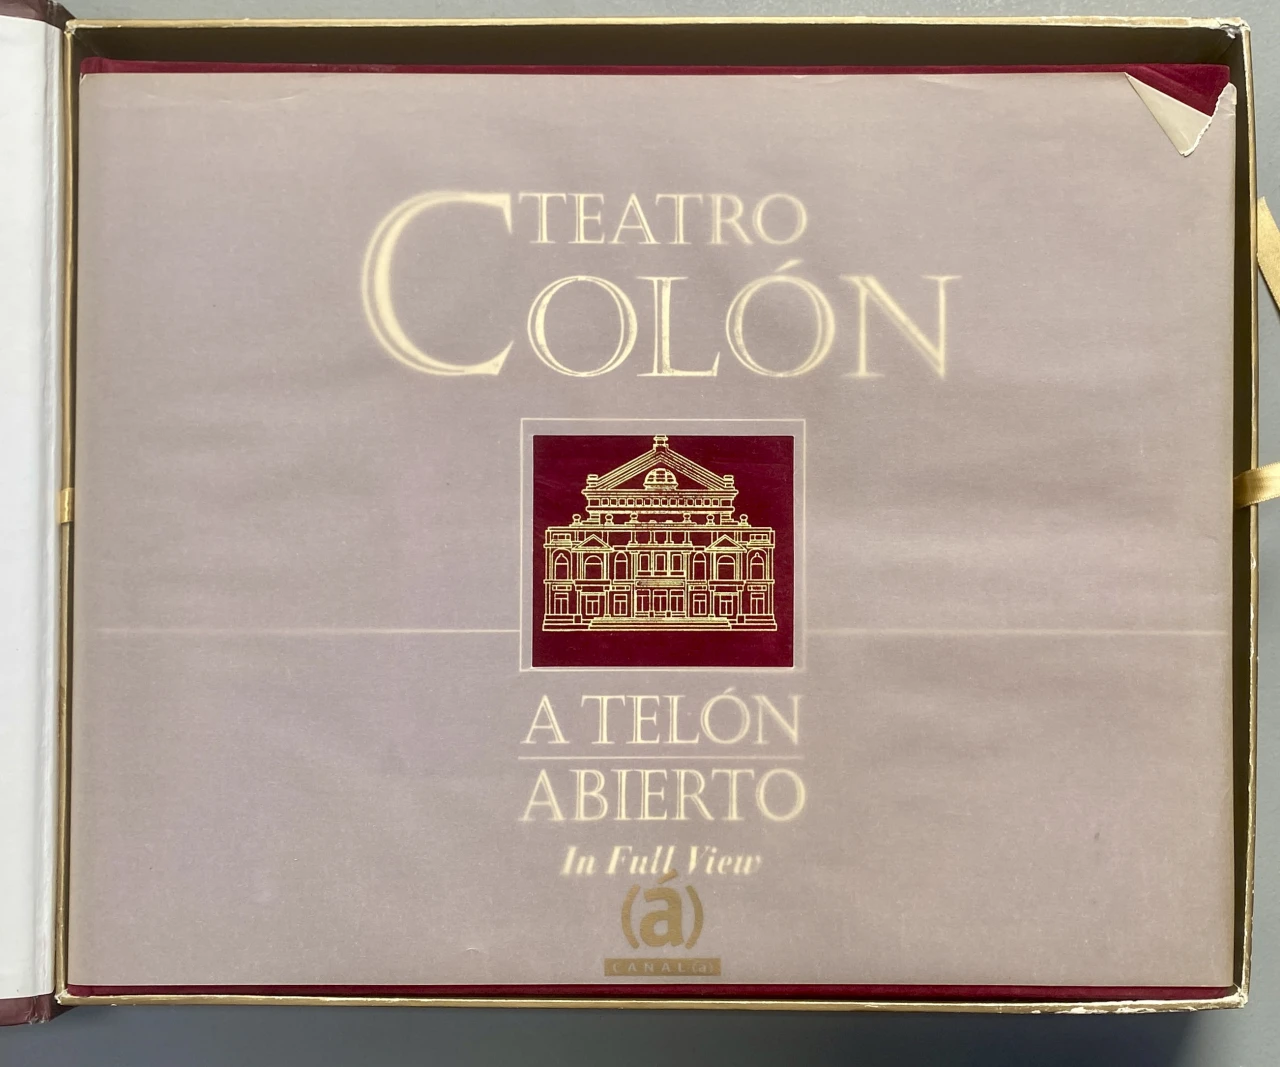 TEATRO
COLÓN
A TELÓN
ABIERTO
In Full View
(á)
CANAL(á)